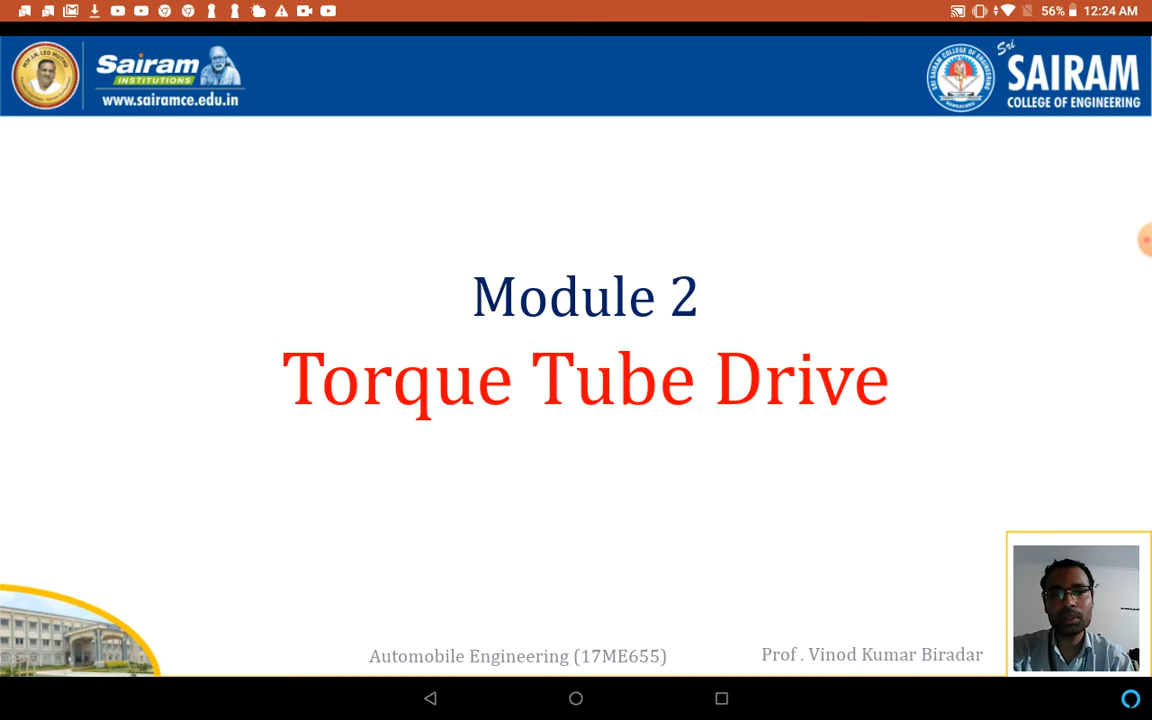 56% 12:24 AM
Sairam
INSTITUTIONS
www.sairamce.edu.in
Sri
SAIRAM
COLLEGE OF ENGINEERING
Module 2
Torque Tube Drive
Automobile Engineering (17ME655)
Prof . Vinod Kumar Biradar